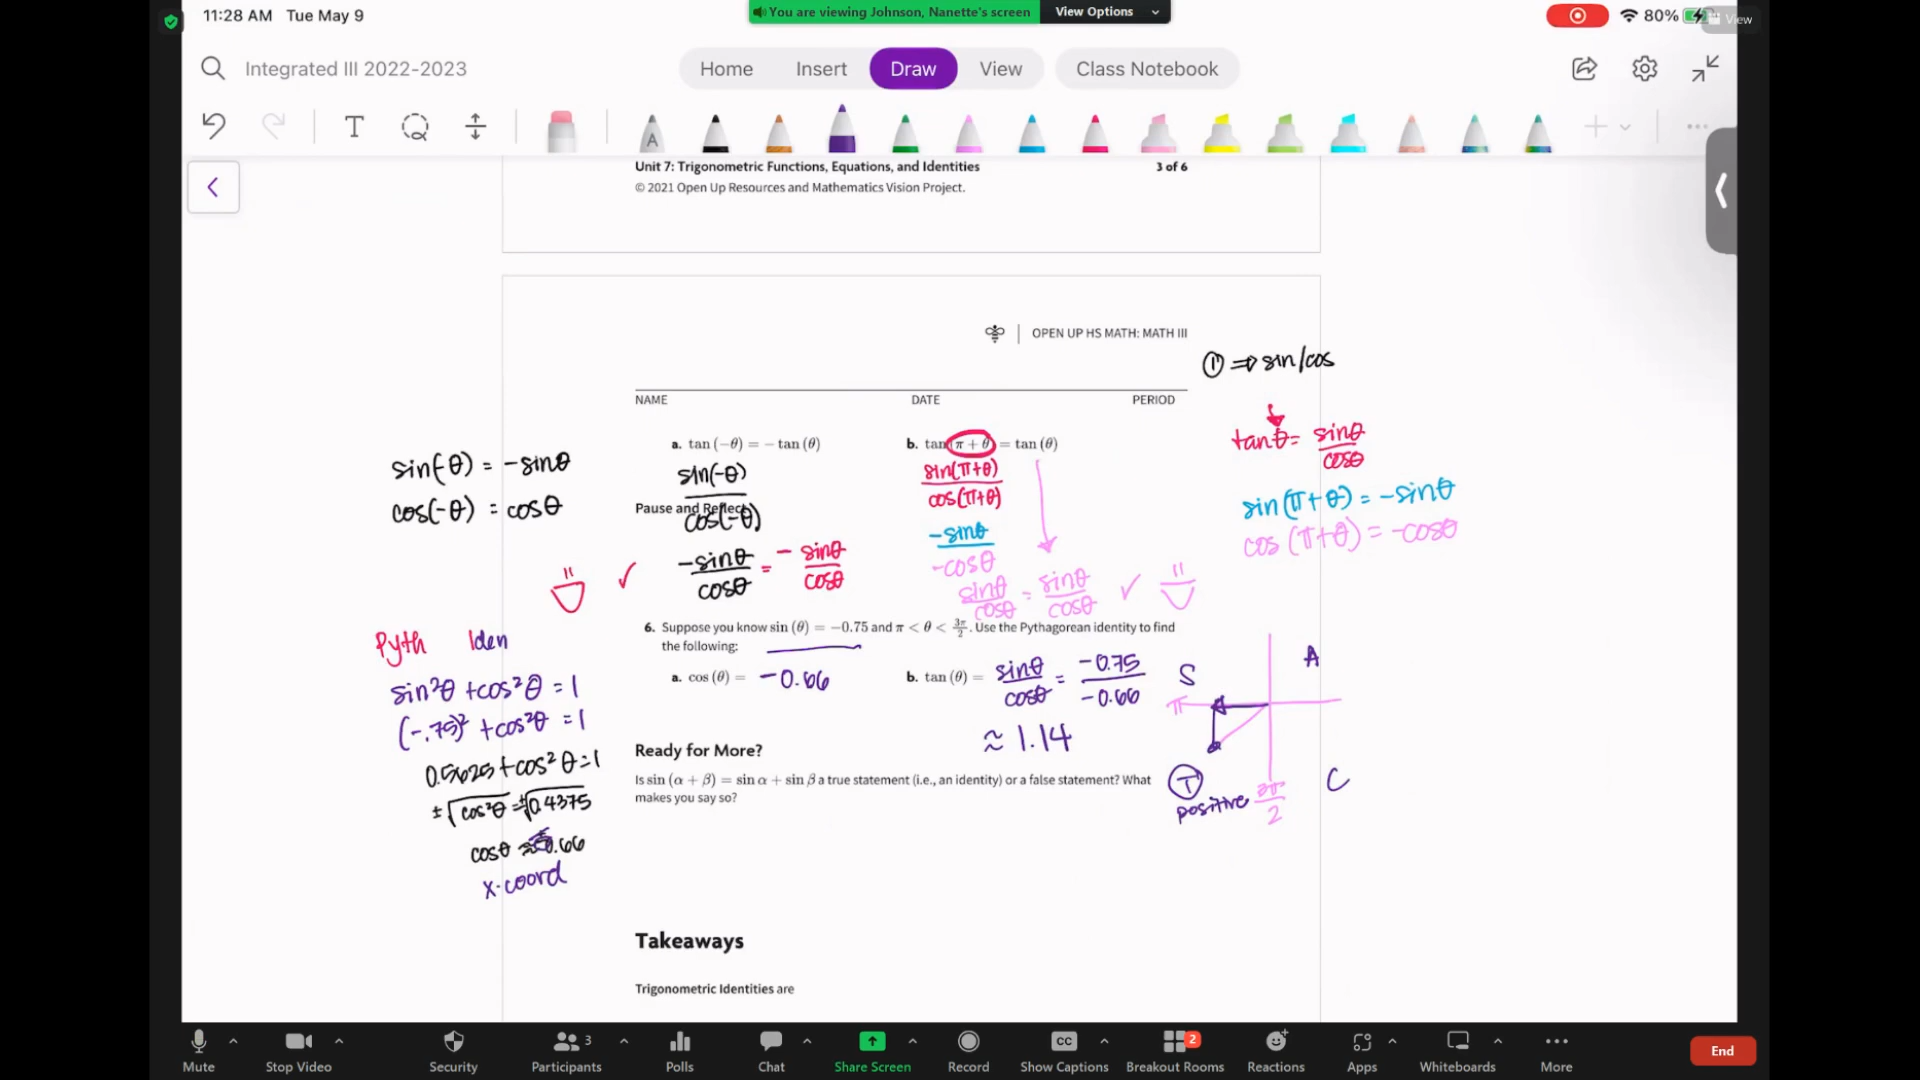 11:28 AM Tue May 9
You are viewing Johnson, Nanette's screen
View Options
80%
View
Integrated III 2022-2023
Home
Insert
Draw
View
Class Notebook
T
A
Unit 7: Trigonometric Functions, Equations, and Identities
3 of 6
© 2021 Open Up Resources and Mathematics Vision Project.
OPEN UP HS MATH: MATH III
① ⇒ sin/cos
NAME
DATE
PERIOD
a. tan (−θ) = − tan (θ)
b. tan (π + θ) = tan (θ)
tanθ = sinθ/cosθ
sin(-θ) = -sinθ
cos(-θ) = cosθ
sin(-θ)
cos(-θ)
Pause and Reflect
-sinθ/cosθ = - sinθ/cosθ ✓
sin(π+θ)
cos(π+θ)
-sinθ
-cosθ
sinθ/cosθ = sinθ/cosθ ✓
sin(π+θ) = -sinθ
cos(π+θ) = -cosθ
6. Suppose you know sin (θ) = −0.75 and π < θ < 3π/2. Use the Pythagorean identity to find
the following:
a. cos (θ) = -0.66
b. tan (θ) = sinθ/cosθ = -0.75/-0.66
≈ 1.14
Pyth Iden
sin²θ + cos²θ = 1
(-.75)² + cos²θ = 1
0.5625 + cos²θ = 1
±√cos²θ = ±√0.4375
cosθ ≈ 0.66
x-coord
S
A
π
T
positive
3π/2
C
Ready for More?
Is sin (α + β) = sin α + sin β a true statement (i.e., an identity) or a false statement? What
makes you say so?
Takeaways
Trigonometric Identities are
Mute
Stop Video
Security
3
Participants
Polls
Chat
Share Screen
Record
CC
Show Captions
2
Breakout Rooms
Reactions
Apps
Whiteboards
More
End